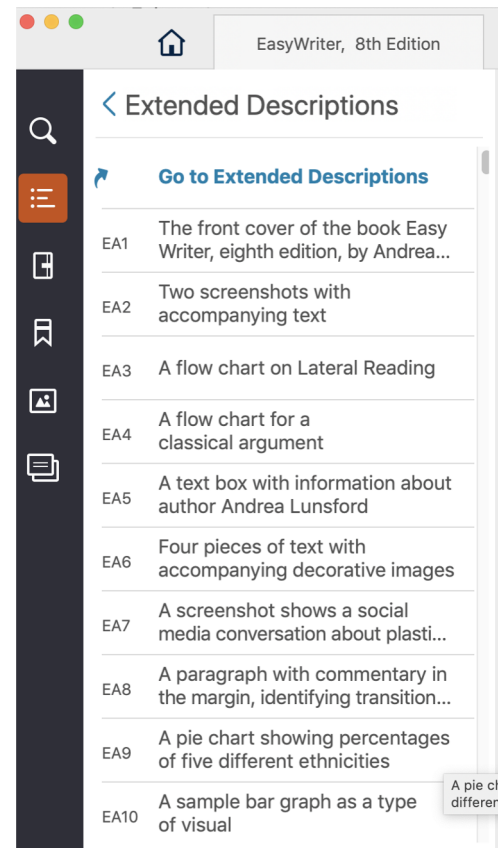 EasyWriter, 8th Edition
Extended Descriptions
Go to Extended Descriptions
EA1
The front cover of the book Easy
Writer, eighth edition, by Andrea...
EA2
Two screenshots with
accompanying text
EA3
A flow chart on Lateral Reading
EA4
A flow chart for a
classical argument
EA5
A text box with information about
author Andrea Lunsford
EA6
Four pieces of text with
accompanying decorative images
EA7
A screenshot shows a social
media conversation about plasti...
EA8
A paragraph with commentary in
the margin, identifying transition...
EA9
A pie chart showing percentages
of five different ethnicities
A pie ch
differen
EA10
A sample bar graph as a type
of visual